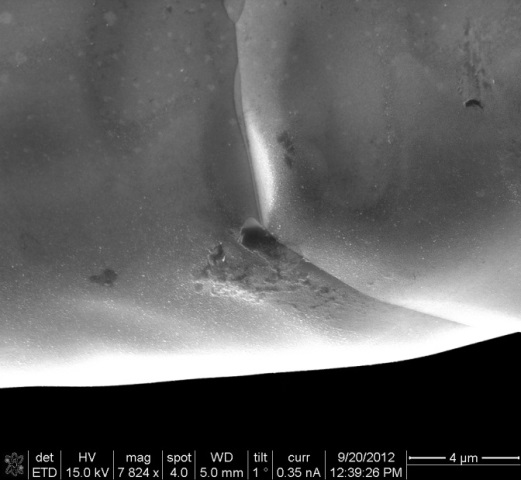 det HV mag spot WD tilt curr 9/20/2012 4 µm
ETD 15.0 kV 7 824 x 4.0 5.0 mm 1 ° 0.35 nA 12:39:26 PM